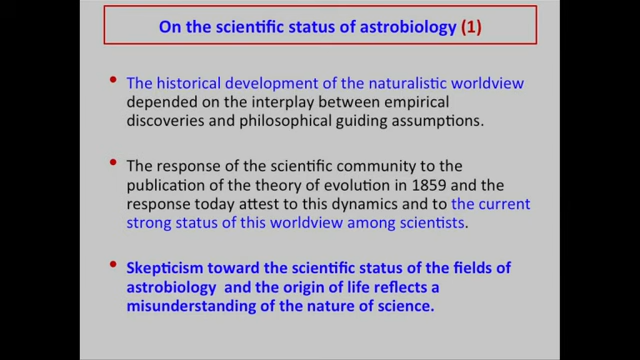 On the scientific status of astrobiology (1)
• The historical development of the naturalistic worldview
depended on the interplay between empirical
discoveries and philosophical guiding assumptions.
• The response of the scientific community to the
publication of the theory of evolution in 1859 and the
response today attest to this dynamics and to the current
strong status of this worldview among scientists.
• Skepticism toward the scientific status of the fields of
astrobiology and the origin of life reflects a
misunderstanding of the nature of science.